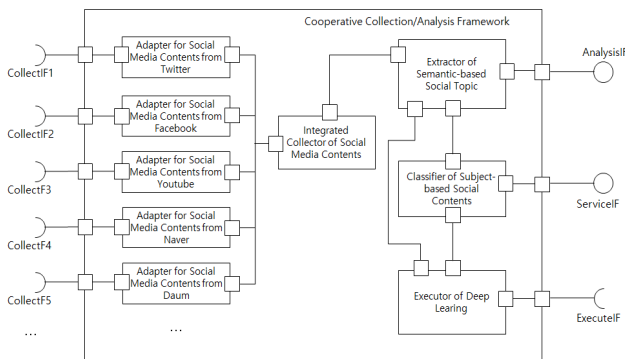 Cooperative Collection/Analysis Framework
CollectIF1
Adapter for Social
Media Contents from
Twitter
CollectIF2
Adapter for Social
Media Contents from
Facebook
CollectF3
Adapter for Social
Media Contents from
Youtube
CollectF4
Adapter for Social
Media Contents from
Naver
CollectF5
Adapter for Social
Media Contents from
Daum
...
...
Integrated
Collector of Social
Media Contents
Extractor of
Semantic-based
Social Topic
AnalysisIF
Classifier of Subject-
based Social
Contents
ServiceIF
Executor of Deep
Learing
ExecuteIF